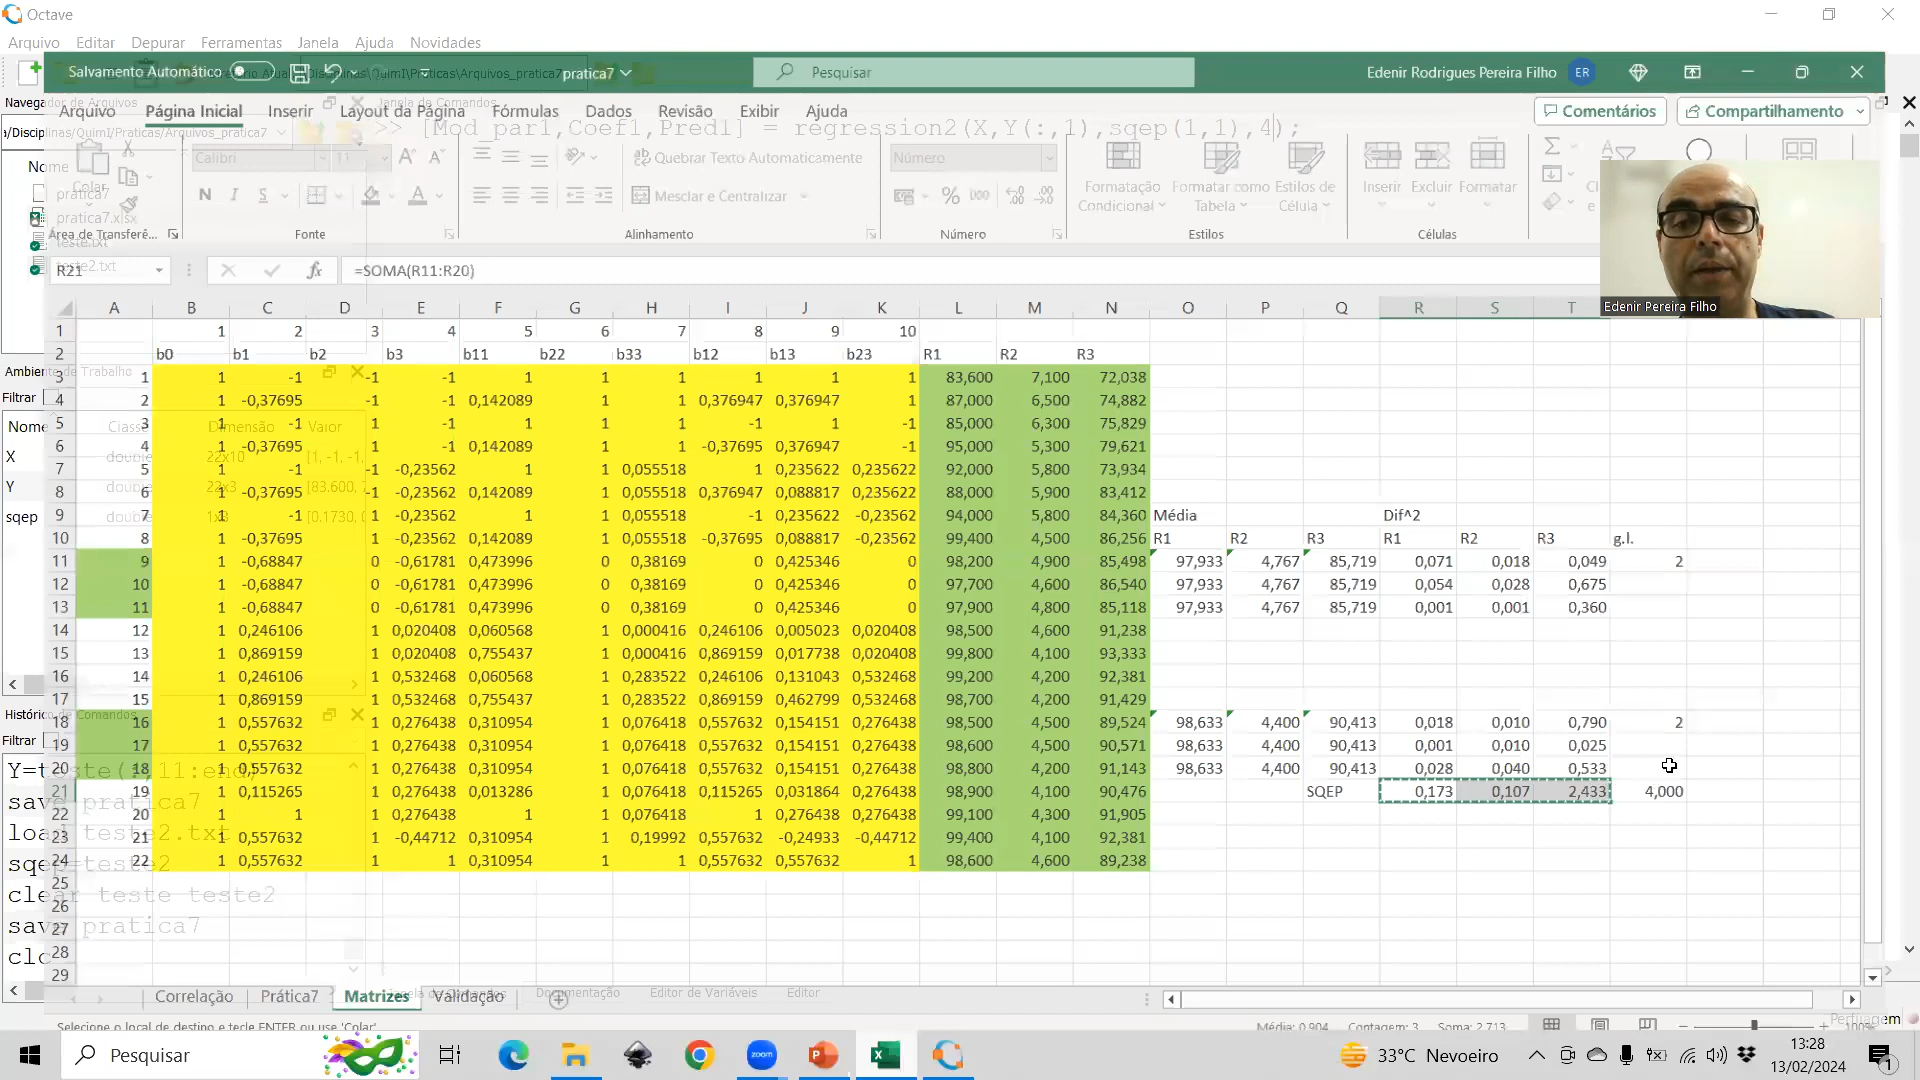 Octave
Arquivo Editar Depurar Ferramentas Janela Ajuda Novidades
Salvamento Automático pratica7 Pesquisar Edenir Rodrigues Pereira Filho ER
Arquivo Página Inicial Inserir Layout da Página Fórmulas Dados Revisão Exibir Ajuda Comentários Compartilhamento
>> [Mod_par1,Coef1,Pred1] = regression2(X,Y(:,1),sqep(1,1),4);
Colar Calibri 11 Quebrar Texto Automaticamente Número
N I S Mesclar e Centralizar % 000
Formatação Condicional Formatar como Tabela Estilos de Célula Inserir Excluir Formatar
Área de Transferê... Fonte Alinhamento Número Estilos Células
Edenir Pereira Filho
R21 fx =SOMA(R11:R20)
A B C D E F G H I J K L M N O P Q R S T U
1 1 2 3 4 5 6 7 8 9 10
2 b0 b1 b2 b3 b11 b22 b33 b12 b13 b23 R1 R2 R3
3 1 1 -1 -1 -1 1 1 1 1 1 1 83,600 7,100 72,038
4 2 1 -0,37695 -1 -1 0,142089 1 1 0,376947 0,376947 1 87,000 6,500 74,882
5 3 1 -1 1 -1 1 1 1 -1 1 -1 85,000 6,300 75,829
6 4 1 -0,37695 1 -1 0,142089 1 1 -0,37695 0,376947 -1 95,000 5,300 79,621
7 5 1 -1 -1 -0,23562 1 1 0,055518 1 0,235622 0,235622 92,000 5,800 73,934
8 6 1 -0,37695 -1 -0,23562 0,142089 1 0,055518 0,376947 0,088817 0,235622 88,000 5,900 83,412
9 7 1 -1 1 -0,23562 1 1 0,055518 -1 0,235622 -0,23562 94,000 5,800 84,360 Média Dif^2
10 8 1 -0,37695 1 -0,23562 0,142089 1 0,055518 -0,37695 0,088817 -0,23562 99,400 4,500 86,256 R1 R2 R3 R1 R2 R3 g.l.
11 9 1 -0,68847 0 -0,61781 0,473996 0 0,38169 0 0,425346 0 98,200 4,900 85,498 97,933 4,767 85,719 0,071 0,018 0,049 2
12 10 1 -0,68847 0 -0,61781 0,473996 0 0,38169 0 0,425346 0 97,700 4,600 86,540 97,933 4,767 85,719 0,054 0,028 0,675
13 11 1 -0,68847 0 -0,61781 0,473996 0 0,38169 0 0,425346 0 97,900 4,800 85,118 97,933 4,767 85,719 0,001 0,001 0,360
14 12 1 0,246106 1 0,020408 0,060568 1 0,000416 0,246106 0,005023 0,020408 98,500 4,600 91,238
15 13 1 0,869159 1 0,020408 0,755437 1 0,000416 0,869159 0,017738 0,020408 99,800 4,100 93,333
16 14 1 0,246106 1 0,532468 0,060568 1 0,283522 0,246106 0,131043 0,532468 99,200 4,200 92,381
17 15 1 0,869159 1 0,532468 0,755437 1 0,283522 0,869159 0,462799 0,532468 98,700 4,200 91,429
18 16 1 0,557632 1 0,276438 0,310954 1 0,076418 0,557632 0,154151 0,276438 98,500 4,500 89,524 98,633 4,400 90,413 0,018 0,010 0,790 2
19 17 1 0,557632 1 0,276438 0,310954 1 0,076418 0,557632 0,154151 0,276438 98,600 4,500 90,571 98,633 4,400 90,413 0,001 0,010 0,025
20 18 1 0,557632 1 0,276438 0,310954 1 0,076418 0,557632 0,154151 0,276438 98,800 4,200 91,143 98,633 4,400 90,413 0,028 0,040 0,533
21 19 1 0,115265 1 0,276438 0,013286 1 0,076418 0,115265 0,031864 0,276438 98,900 4,100 90,476 SQEP 0,173 0,107 2,433 4,000
22 20 1 1 1 0,276438 1 1 0,076418 1 0,276438 0,276438 99,100 4,300 91,905
23 21 1 0,557632 1 -0,44712 0,310954 1 0,19992 0,557632 -0,24933 -0,44712 99,400 4,100 92,381
24 22 1 0,557632 1 1 0,310954 1 1 0,557632 0,557632 1 98,600 4,600 89,238
25
26
27
28
29
Navegador de Arquivos
a/Disciplinas/QuimI/Praticas/Arquivos_pratica7
Nome
pratica7
pratica7.xlsx
teste.txt
teste2.txt
Ambiente de Trabalho
Filtrar
Nome Classe Dimensão Valor
X double 22x10 [1, -1, -1,
Y double 22x3 [83.600, 7
sqep double 1x3 [0.1730, 0
Histórico de Comandos
Filtrar
Y=teste(:,11:end)
save pratica7
load teste2.txt
sqep=teste2
clear teste teste2
save pratica7
clc
Correlação Prática7 Matrizes Validação
Janela de Comandos Documentação Editor de Variáveis Editor
Selecione o local de destino e tecle ENTER ou use 'Colar' Média: 0,904 Contagem: 3 Soma: 2,713 100%
Perfilagem
Pesquisar zoom 33°C Nevoeiro 13:28
13/02/2024
1